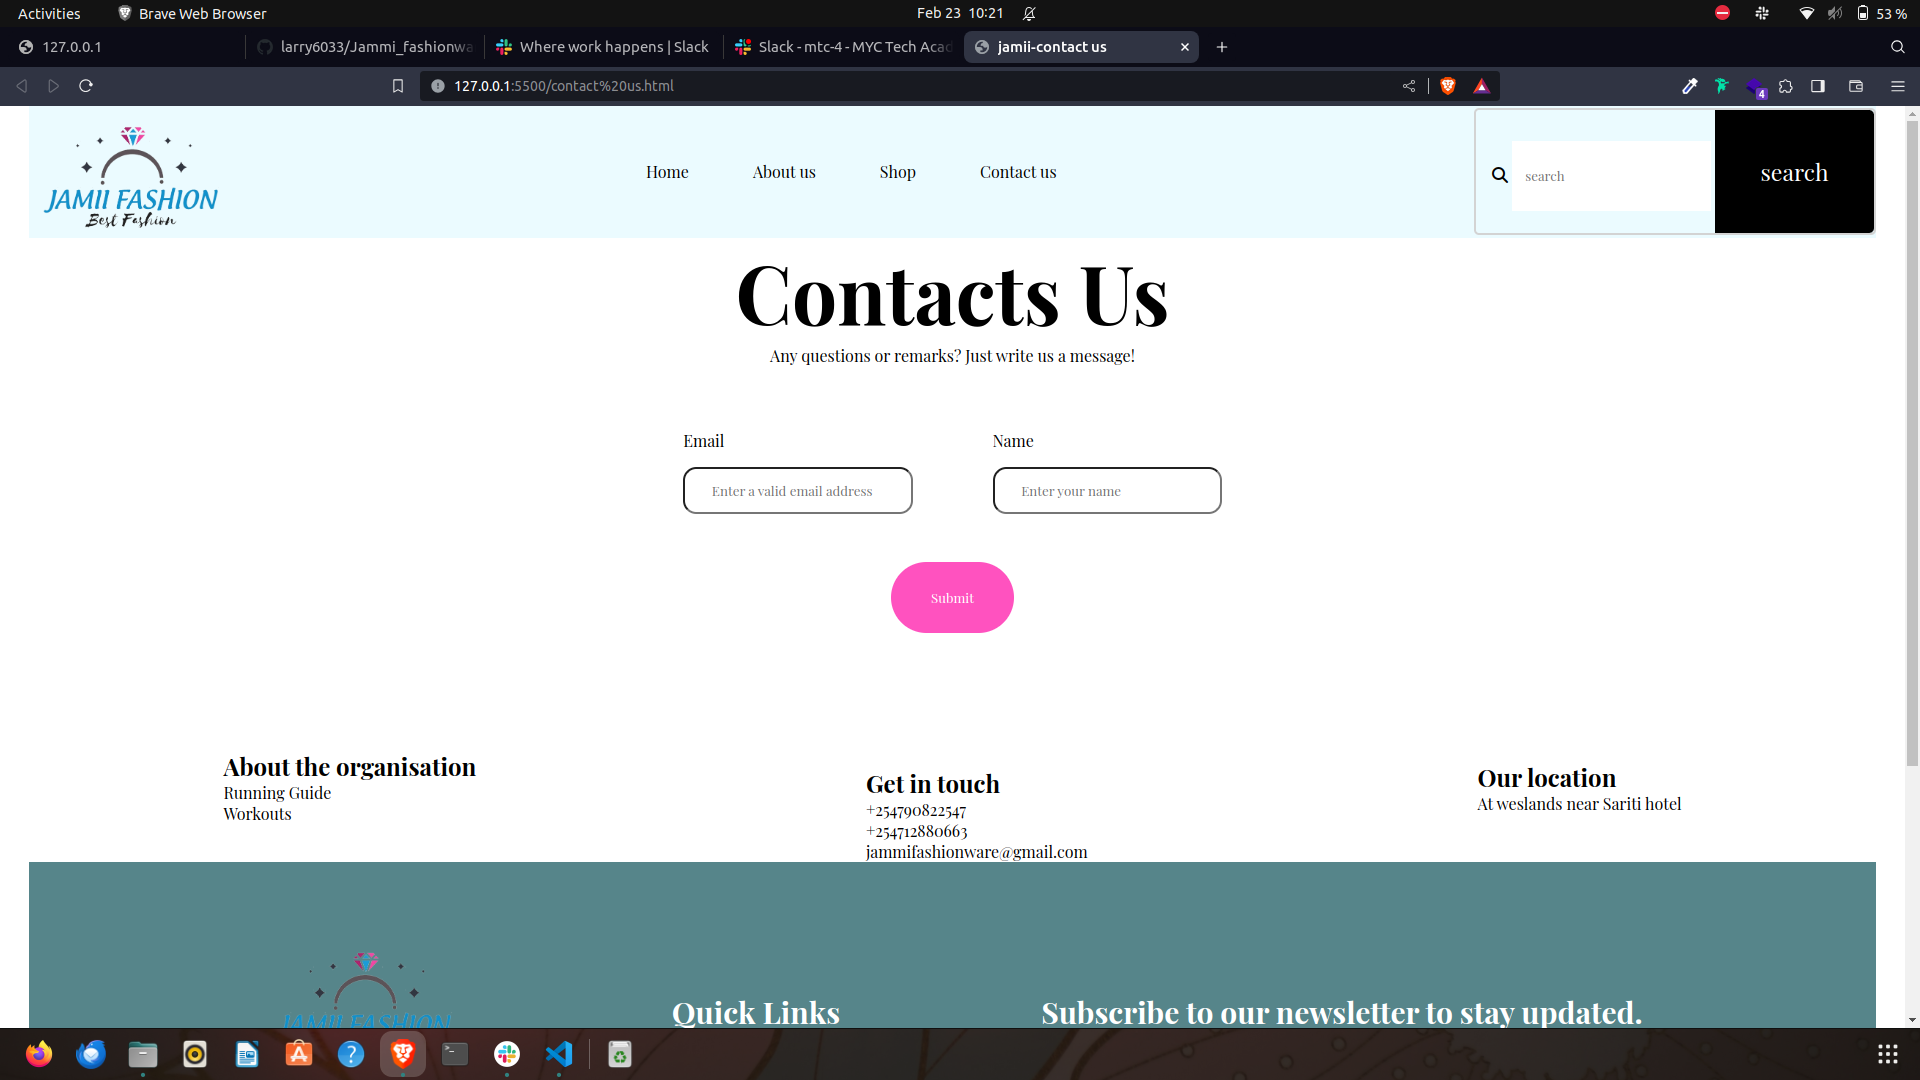 Activities
Brave Web Browser
Feb 23 10:21
53 %
127.0.0.1
larry6033/Jammi_fashionwa
Where work happens | Slack
Slack - mtc-4 - MYC Tech Acad
jamii-contact us
127.0.0.1:5500/contact%20us.html
4
JAMII FASHION
Best Fashion
Home
About us
Shop
Contact us
search
search
Contacts Us
Any questions or remarks? Just write us a message!
Email
Name
Enter a valid email address
Enter your name
Submit
About the organisation
Running Guide
Workouts
Get in touch
+254790822547
+254712880663
jammifashionware@gmail.com
Our location
At weslands near Sariti hotel
JAMII FASHION
Quick Links
Subscribe to our newsletter to stay updated.